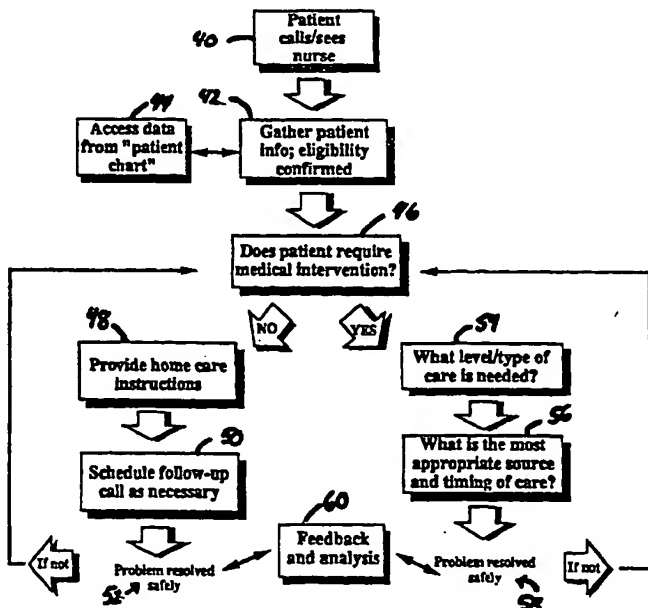 40
Patient
calls/sees
nurse
44
42
Access data
from "patient
chart"
Gather patient
info; eligibility
confirmed
46
Does patient require
medical intervention?
NO
YES
48
54
Provide home care
instructions
What level/type of
care is needed?
50
56
Schedule follow-up
call as necessary
What is the most
appropriate source
and timing of care?
60
Feedback
and analysis
If not
Problem resolved
safely
52
Problem resolved
safely
58
If not